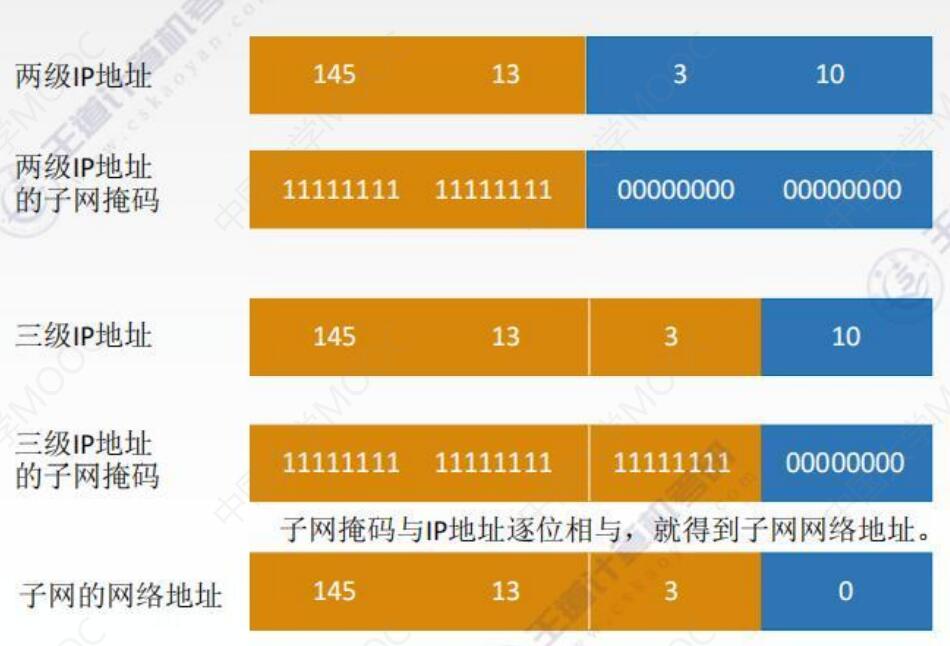 两级IP地址 145 13 3 10
两级IP地址
的子网掩码 11111111 11111111 00000000 00000000
三级IP地址 145 13 3 10
三级IP地址
的子网掩码 11111111 11111111 11111111 00000000
子网掩码与IP地址逐位相与，就得到子网网络地址。
子网的网络地址 145 13 3 0